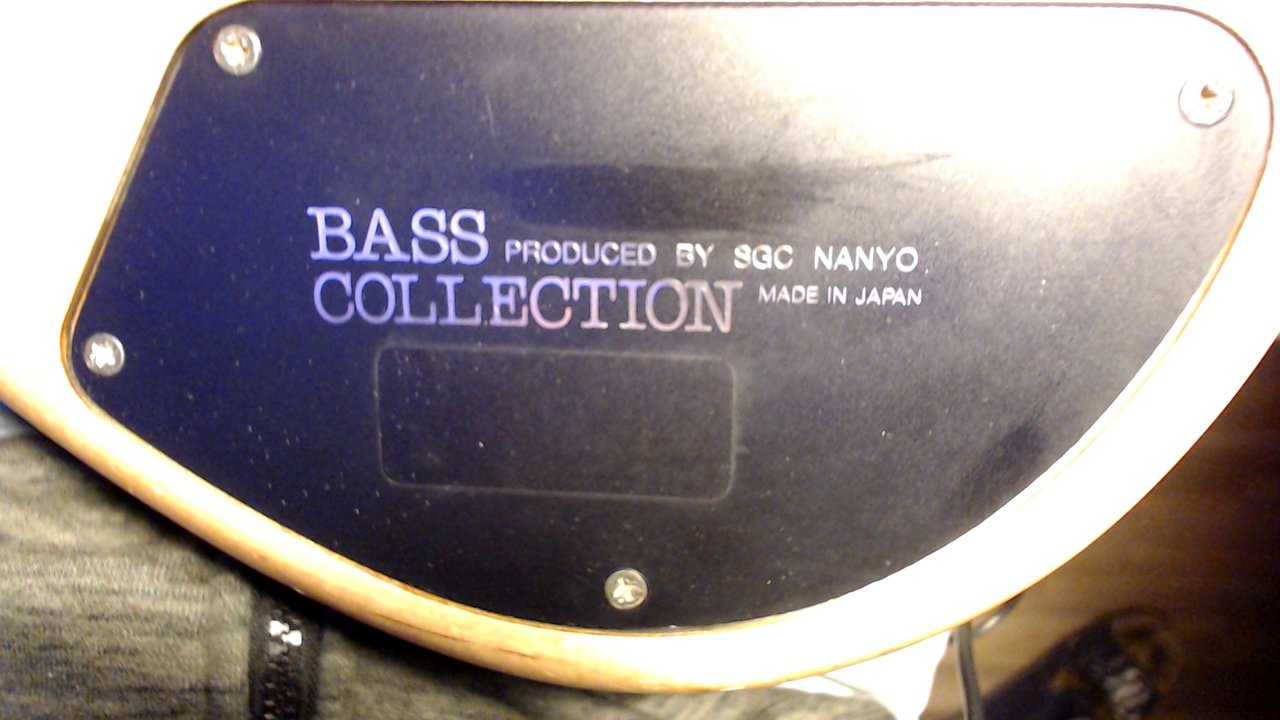 BASS PRODUCED BY SGC NANYO
COLLECTION MADE IN JAPAN